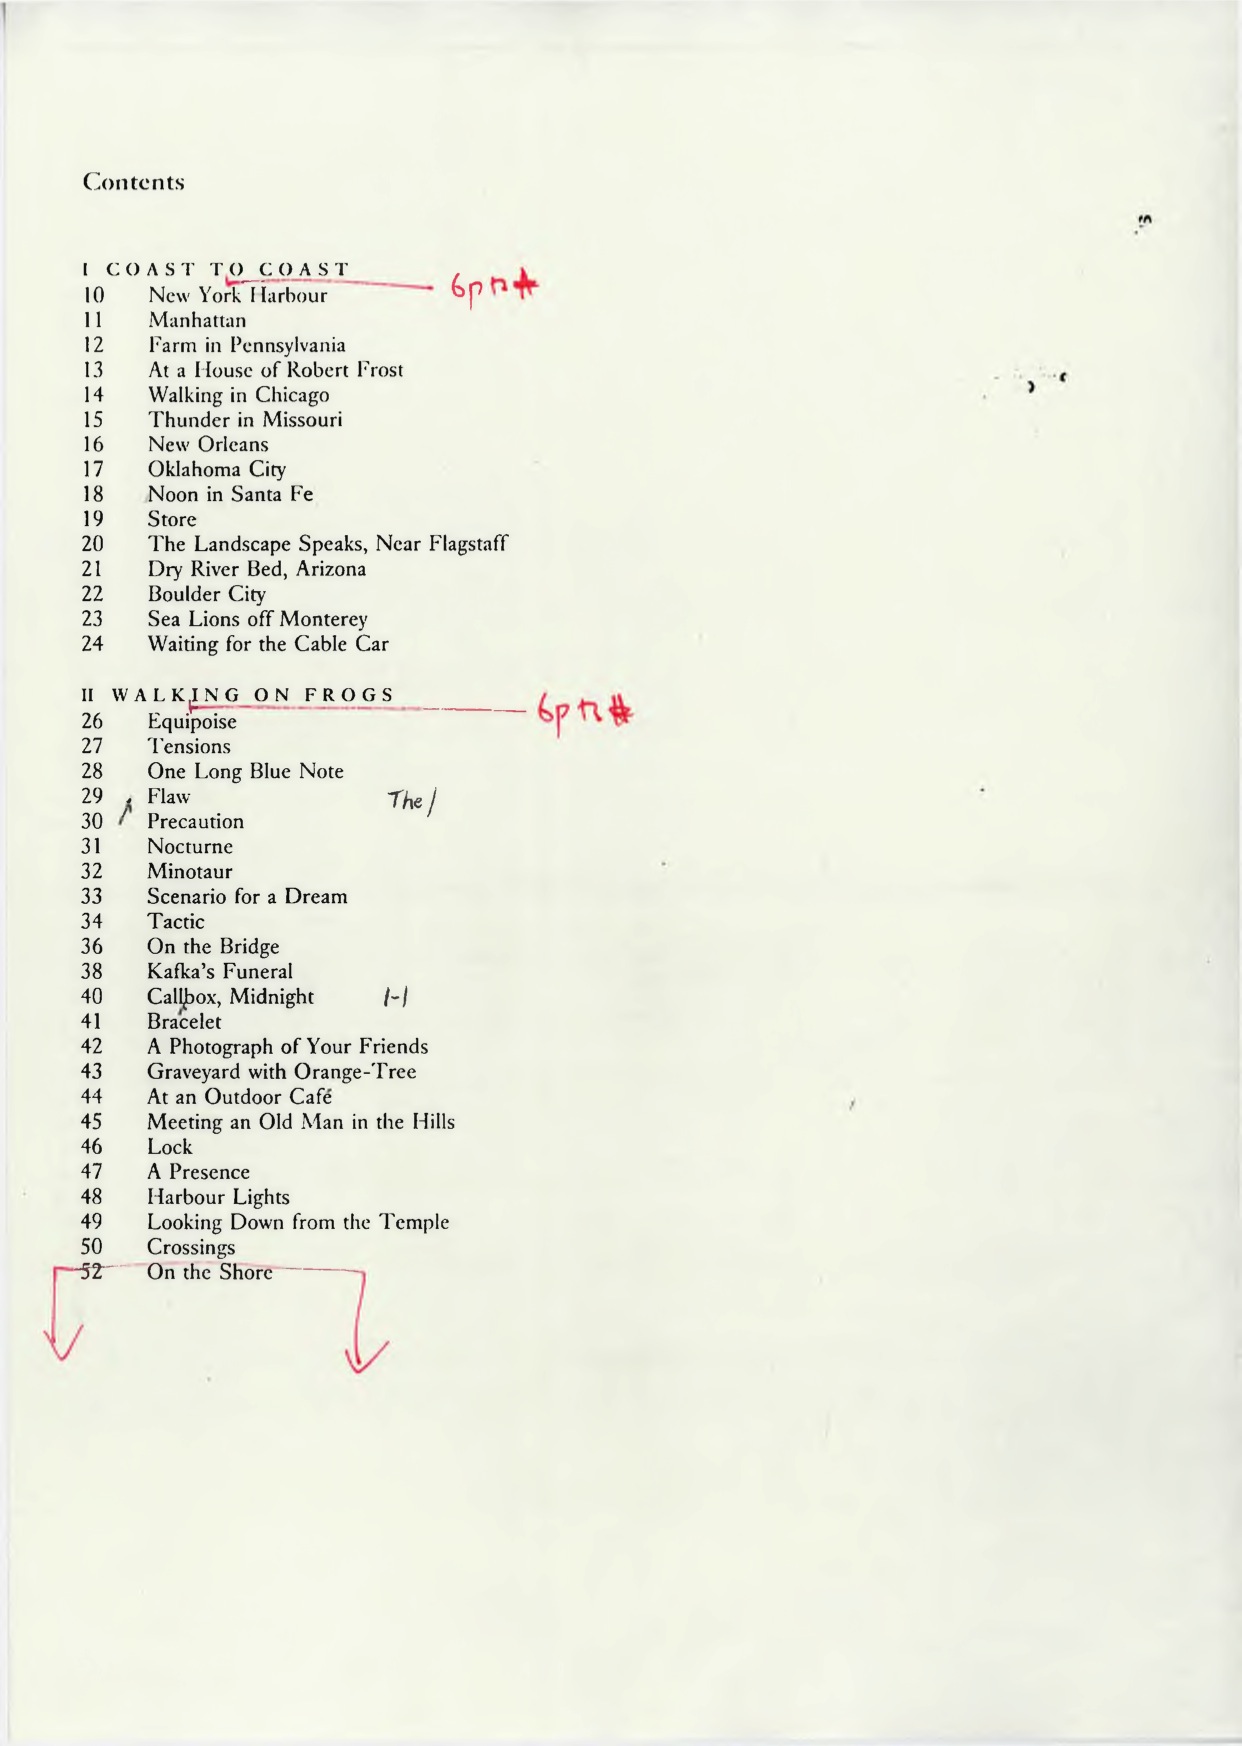 Contents
I COAST TO COAST
6pt #
10 New York Harbour
11 Manhattan
12 Farm in Pennsylvania
13 At a House of Robert Frost
14 Walking in Chicago
15 Thunder in Missouri
16 New Orleans
17 Oklahoma City
18 Noon in Santa Fe
19 Store
20 The Landscape Speaks, Near Flagstaff
21 Dry River Bed, Arizona
22 Boulder City
23 Sea Lions off Monterey
24 Waiting for the Cable Car
II WALKING ON FROGS
6pt #
26 Equipoise
27 Tensions
28 One Long Blue Note
29 Flaw The/
30 Precaution
31 Nocturne
32 Minotaur
33 Scenario for a Dream
34 Tactic
36 On the Bridge
38 Kafka's Funeral
40 Callbox, Midnight /-/
41 Bracelet
42 A Photograph of Your Friends
43 Graveyard with Orange-Tree
44 At an Outdoor Café
45 Meeting an Old Man in the Hills
46 Lock
47 A Presence
48 Harbour Lights
49 Looking Down from the Temple
50 Crossings
52 On the Shore